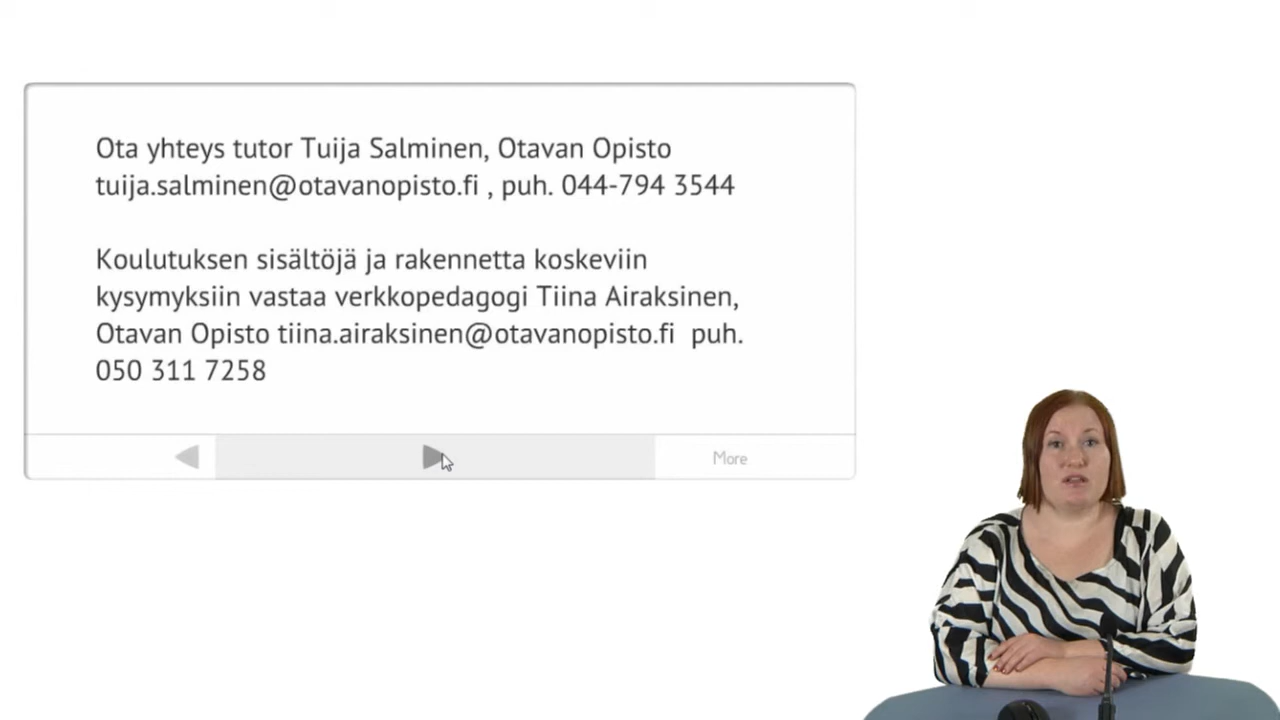 Ota yhteys tutor Tuija Salminen, Otavan Opisto
tuija.salminen@otavanopisto.fi , puh. 044-794 3544
Koulutuksen sisältöjä ja rakennetta koskeviin
kysymyksiin vastaa verkkopedagogi Tiina Airaksinen,
Otavan Opisto tiina.airaksinen@otavanopisto.fi  puh.
050 311 7258
More